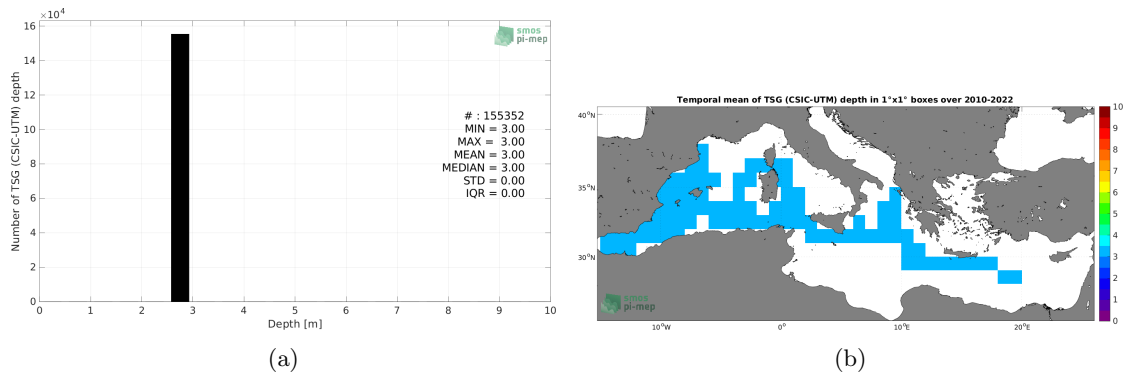 ×10⁴
16
14
12
10
8
6
4
2
0
Number of TSG (CSIC-UTM) depth
smos
pi-mep
# : 155352
MIN = 3.00
MAX = 3.00
MEAN = 3.00
MEDIAN = 3.00
STD = 0.00
IQR = 0.00
0 1 2 3 4 5 6 7 8 9 10
Depth [m]
(a)
Temporal mean of TSG (CSIC-UTM) depth in 1°x1° boxes over 2010-2022
40°N
35°N
30°N
10°W 0° 10°E 20°E
smos
pi-mep
10
9
8
7
6
5
4
3
2
1
0
(b)